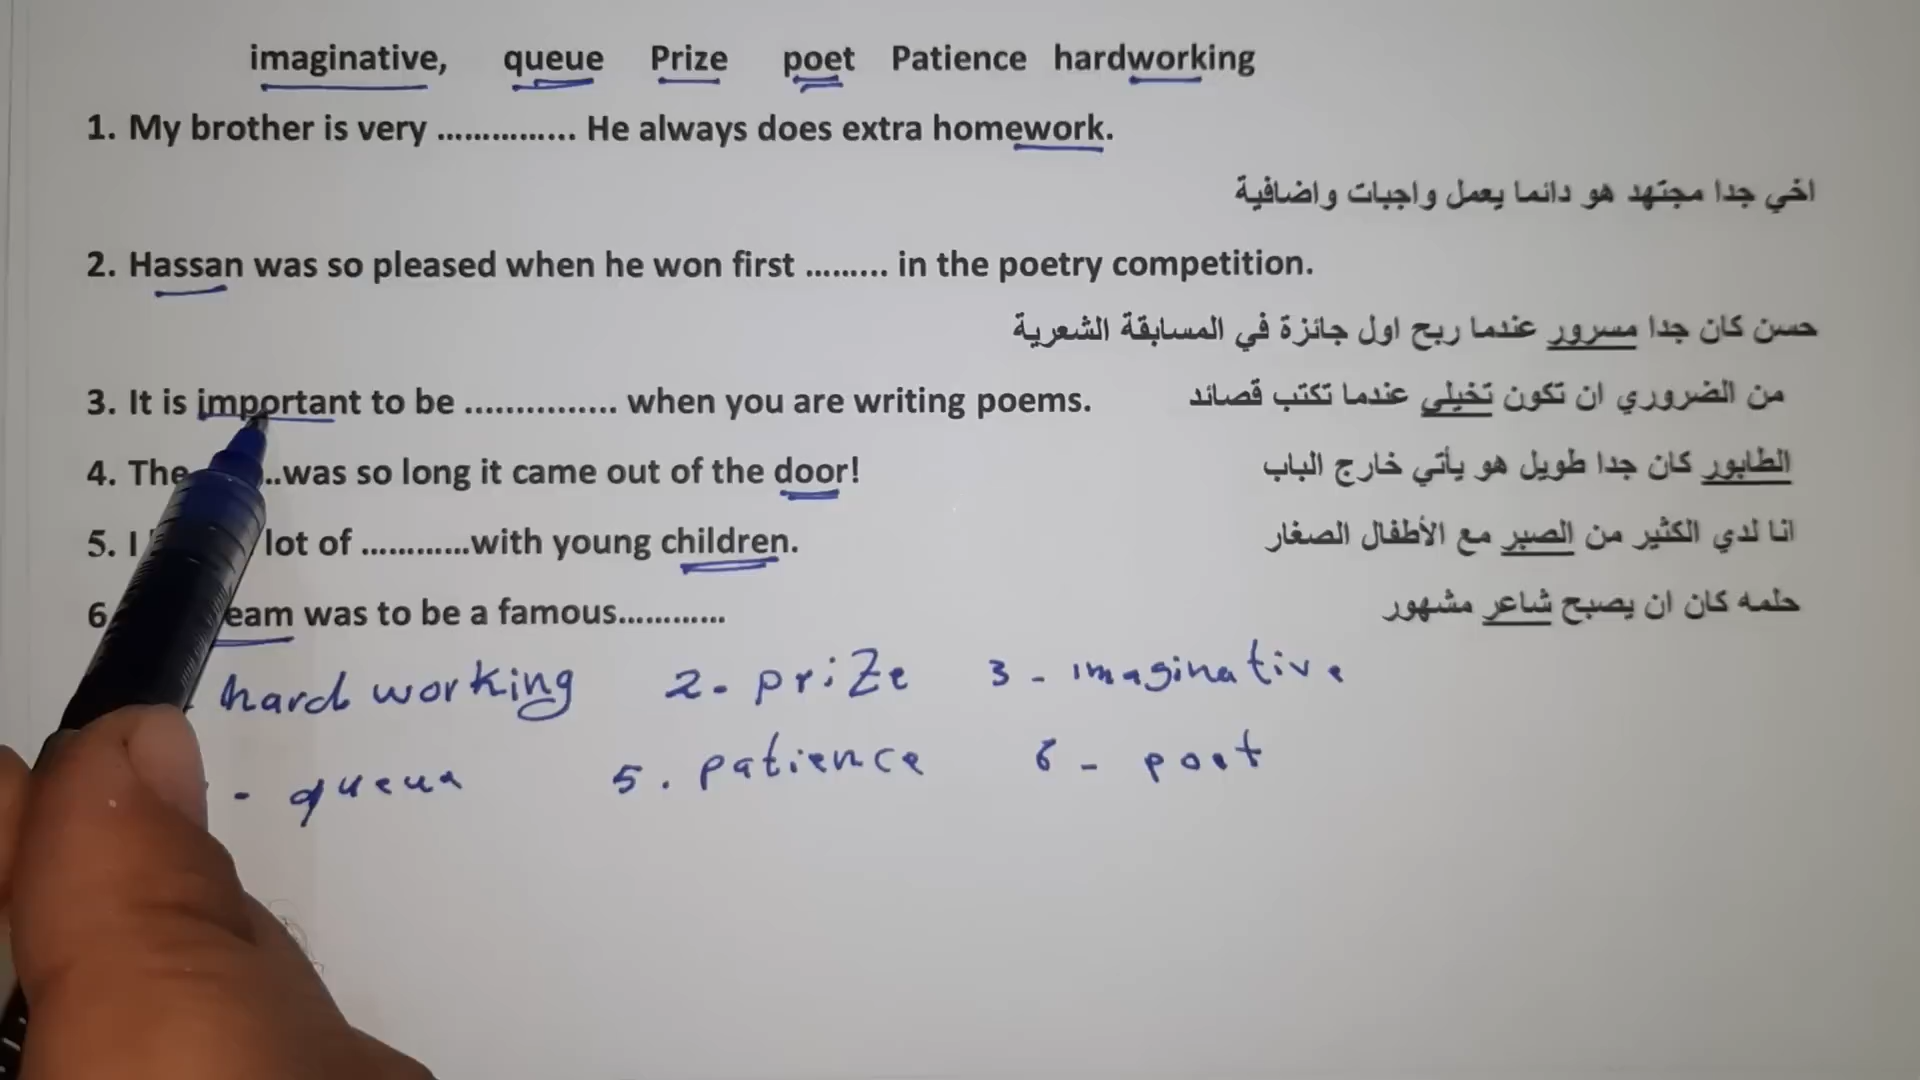 imaginative, queue Prize poet Patience hardworking
1. My brother is very ............... He always does extra homework.
اخي جدا مجتهد هو دائما يعمل واجبات واضافية
2. Hassan was so pleased when he won first ......... in the poetry competition.
حسن كان جدا مسرور عندما ربح اول جائزة في المسابقة الشعرية
3. It is important to be ............... when you are writing poems. من الضروري ان تكون تخيلي عندما تكتب قصائد
4. The ..was so long it came out of the door! الطابور كان جدا طويل هو يأتي خارج الباب
5. I lot of ............with young children. انا لدي الكثير من الصبر مع الأطفال الصغار
6 eam was to be a famous............ حلمه كان ان يصبح شاعر مشهور
hard working 2- prize 3 - imaginative
- queue 5. patience 6 - poet